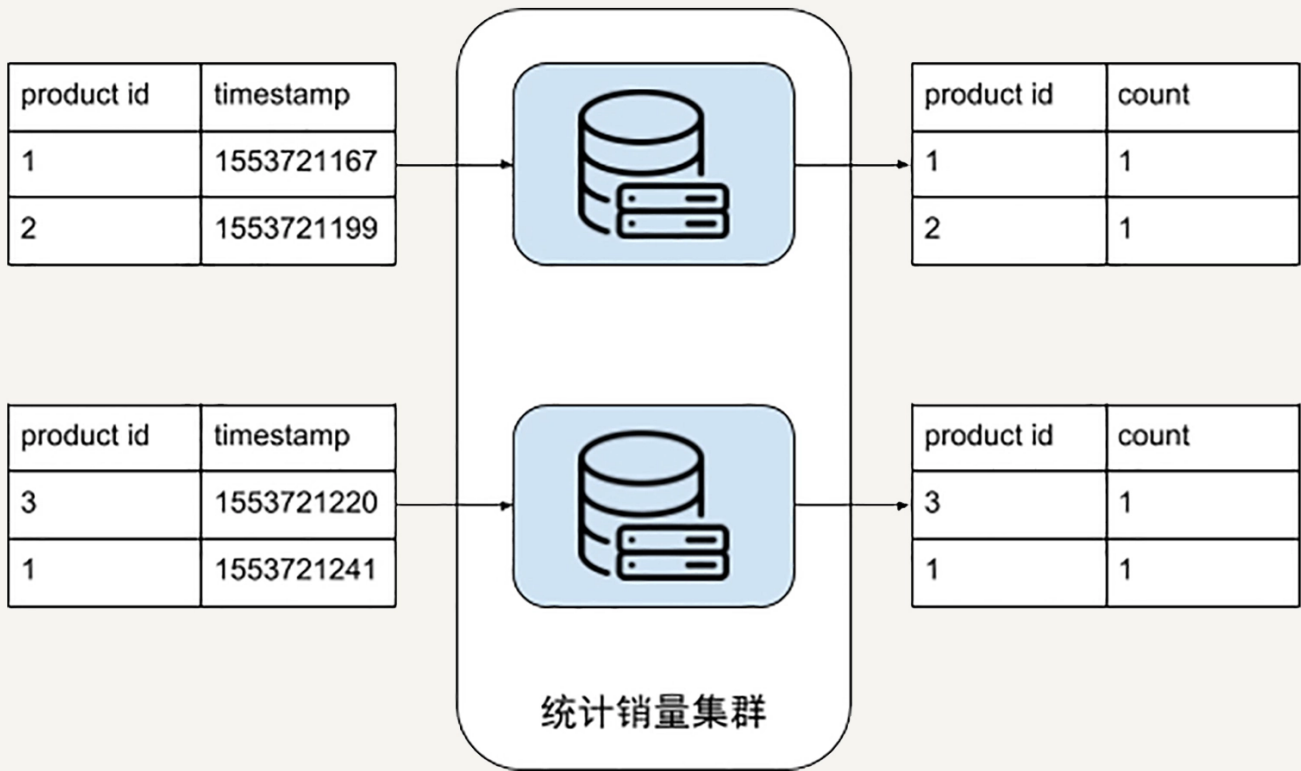 product id timestamp
1 1553721167
2 1553721199
product id count
1 1
2 1
product id timestamp
3 1553721220
1 1553721241
product id count
3 1
1 1
统计销量集群